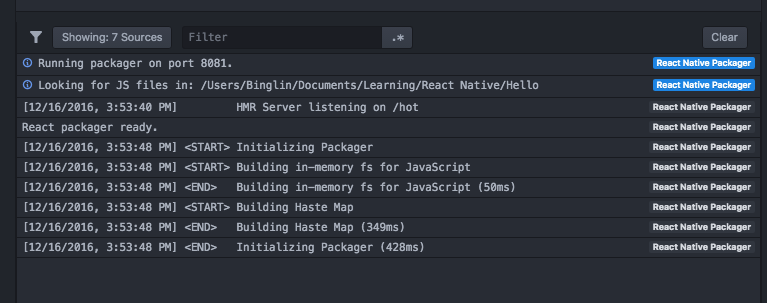 Showing: 7 Sources Filter .* Clear
Running packager on port 8081. React Native Packager
Looking for JS files in: /Users/Binglin/Documents/Learning/React Native/Hello React Native Packager
[12/16/2016, 3:53:40 PM] HMR Server listening on /hot React Native Packager
React packager ready. React Native Packager
[12/16/2016, 3:53:48 PM] <START> Initializing Packager React Native Packager
[12/16/2016, 3:53:48 PM] <START> Building in-memory fs for JavaScript React Native Packager
[12/16/2016, 3:53:48 PM] <END> Building in-memory fs for JavaScript (50ms) React Native Packager
[12/16/2016, 3:53:48 PM] <START> Building Haste Map React Native Packager
[12/16/2016, 3:53:48 PM] <END> Building Haste Map (349ms) React Native Packager
[12/16/2016, 3:53:48 PM] <END> Initializing Packager (428ms) React Native Packager